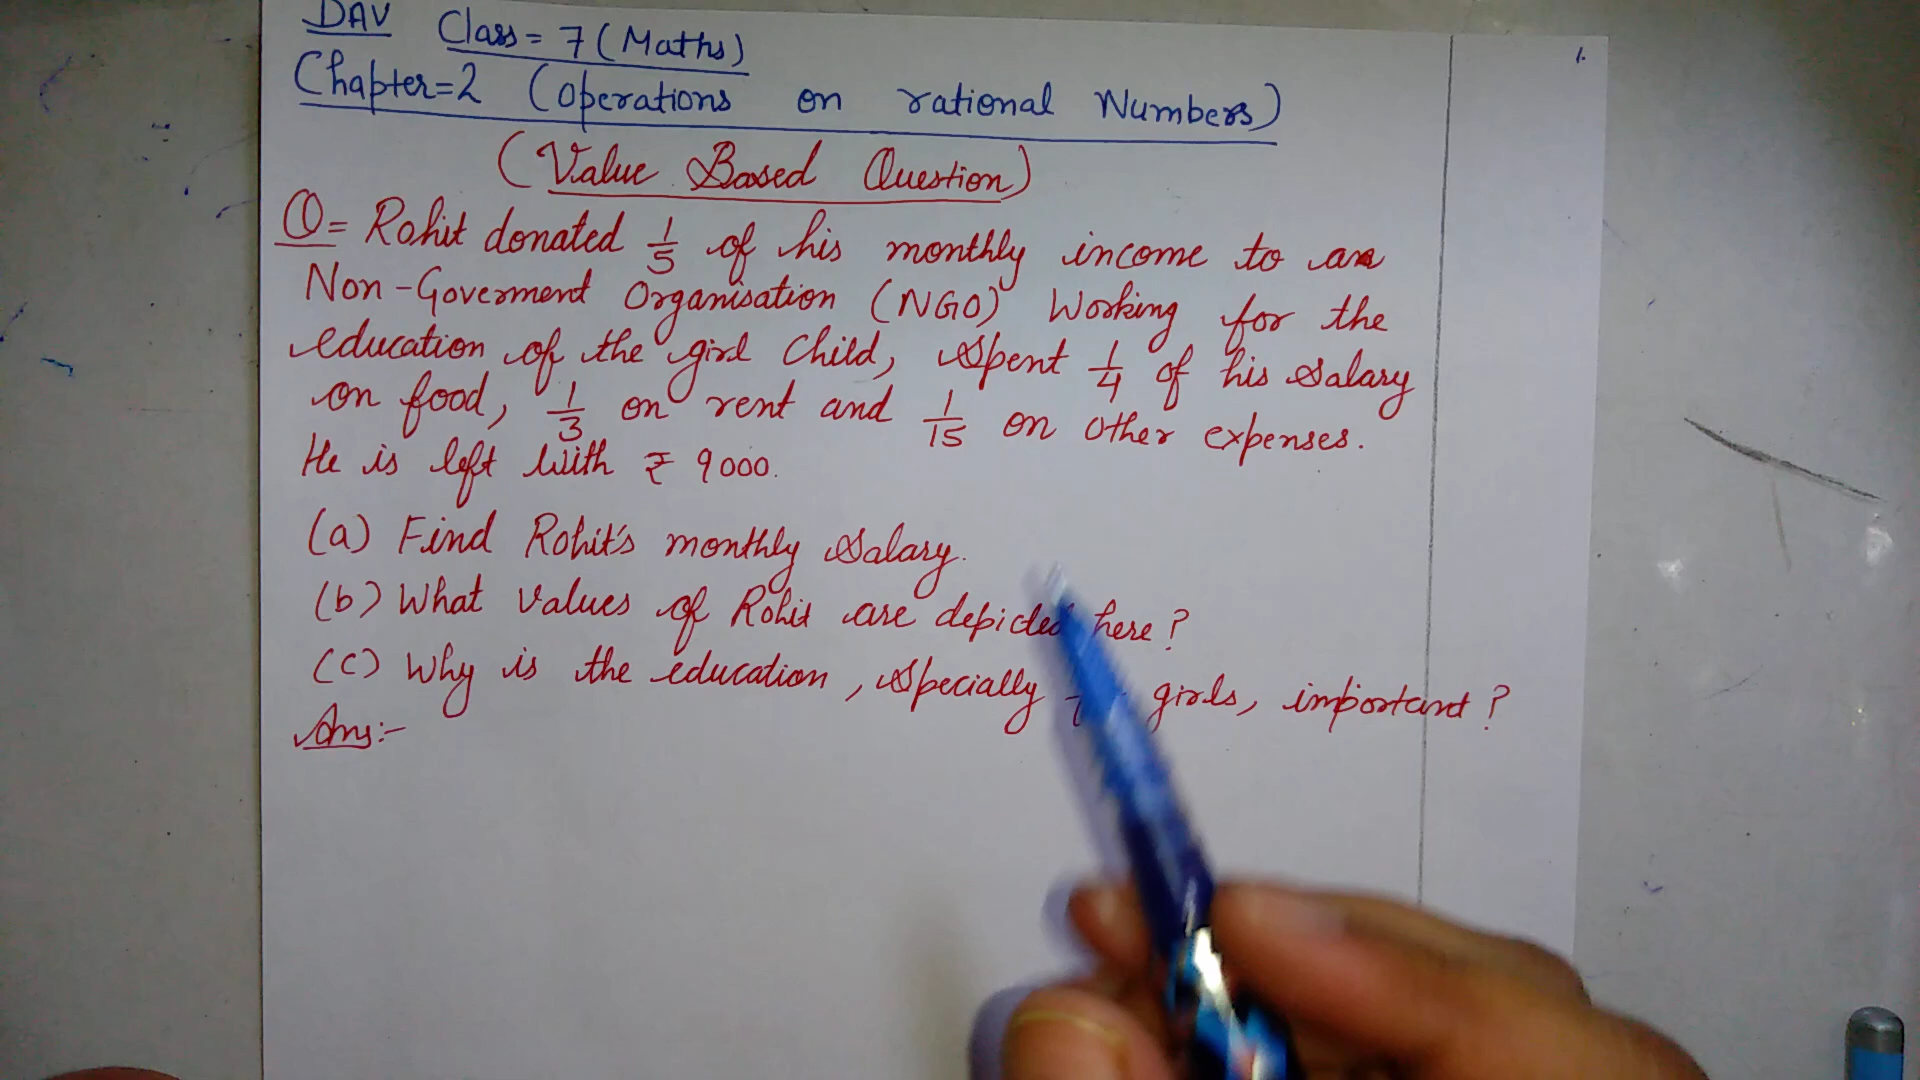 DAV Class = 7 (Maths)
1.
Chapter=2 (Operations on rational Numbers)
(Value Based Question)
Q= Rohit donated 1/5 of his monthly income to an
Non-Goverment Organisation (NGO) Working for the
education of the girl child, Spent 1/4 of his Salary
on food, 1/3 on rent and 1/15 on other expenses.
He is left with ₹ 9000.
(a) Find Rohit's monthly Salary.
(b) What values of Rohit are depicted here?
(c) Why is the education, specially girls, important?
Ans:-